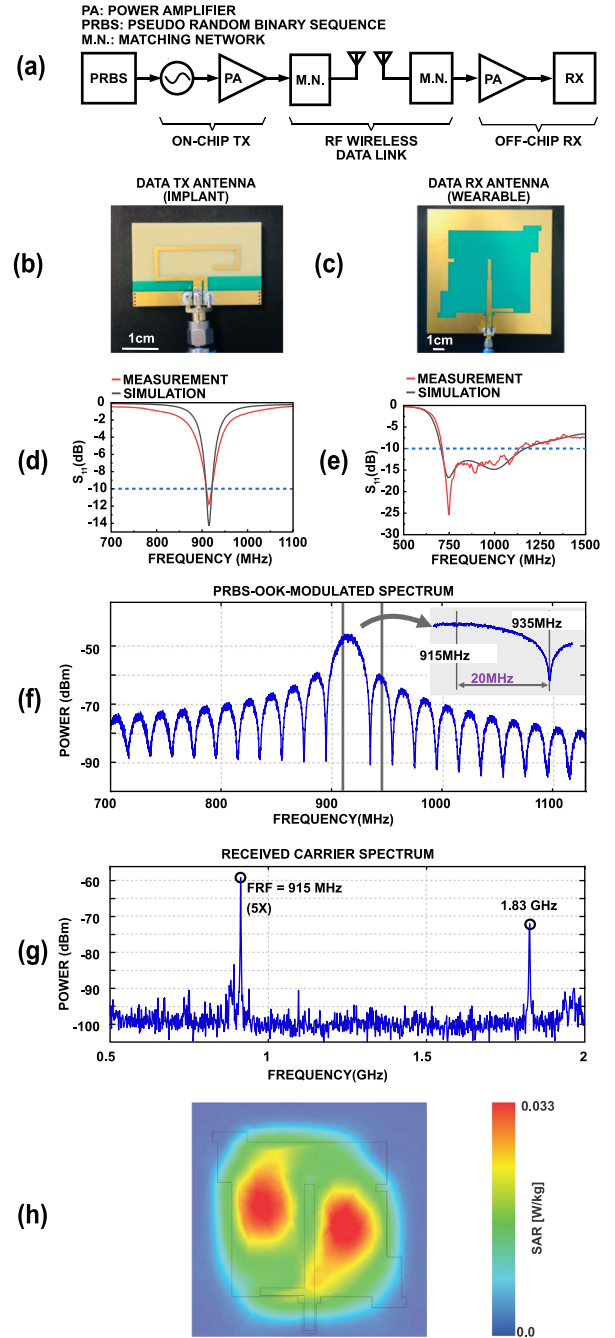 PA: POWER AMPLIFIER
PRBS: PSEUDO RANDOM BINARY SEQUENCE
M.N.: MATCHING NETWORK
(a)
PRBS
PA
M.N.
M.N.
PA
RX
ON-CHIP TX
RF WIRELESS
DATA LINK
OFF-CHIP RX
DATA TX ANTENNA
(IMPLANT)
DATA RX ANTENNA
(WEARABLE)
(b)
1cm
(c)
1cm
(d)
MEASUREMENT
SIMULATION
0
-2
-4
-6
-8
-10
-12
-14
S11(dB)
700 800 900 1000 1100
FREQUENCY (MHz)
(e)
MEASUREMENT
SIMULATION
0
-5
-10
-15
-20
-25
-30
S11(dB)
500 750 1000 1250 1500
FREQUENCY (MHz)
(f)
PRBS-OOK-MODULATED SPECTRUM
-50
-70
-90
POWER (dBm)
935MHz
915MHz
20MHz
700 800 900 1000 1100
FREQUENCY(MHz)
(g)
RECEIVED CARRIER SPECTRUM
-60
-70
-80
-90
-100
POWER (dBm)
FRF = 915 MHz
(5X)
1.83 GHz
0.5 1 1.5 2
FREQUENCY(GHz)
(h)
0.033
SAR [W/kg]
0.0